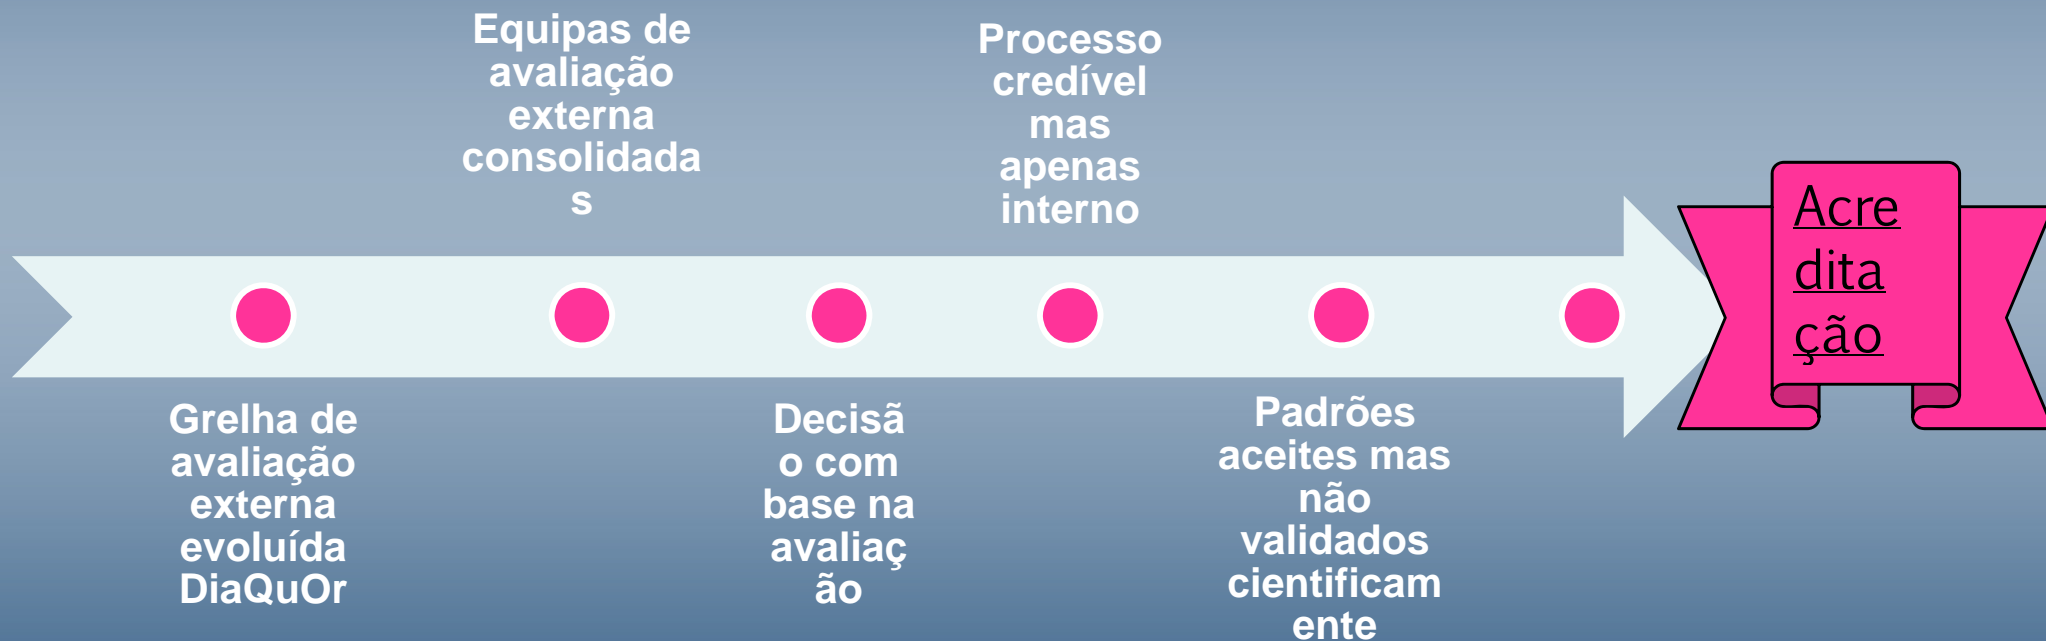 Equipas de
avaliação
externa
consolidada
s
Processo
credível
mas
apenas
interno
Acre
dita
ção
Grelha de
avaliação
externa
evoluída
DiaQuOr
Decisã
o com
base na
avaliaç
ão
Padrões
aceites mas
não
validados
cientificam
ente